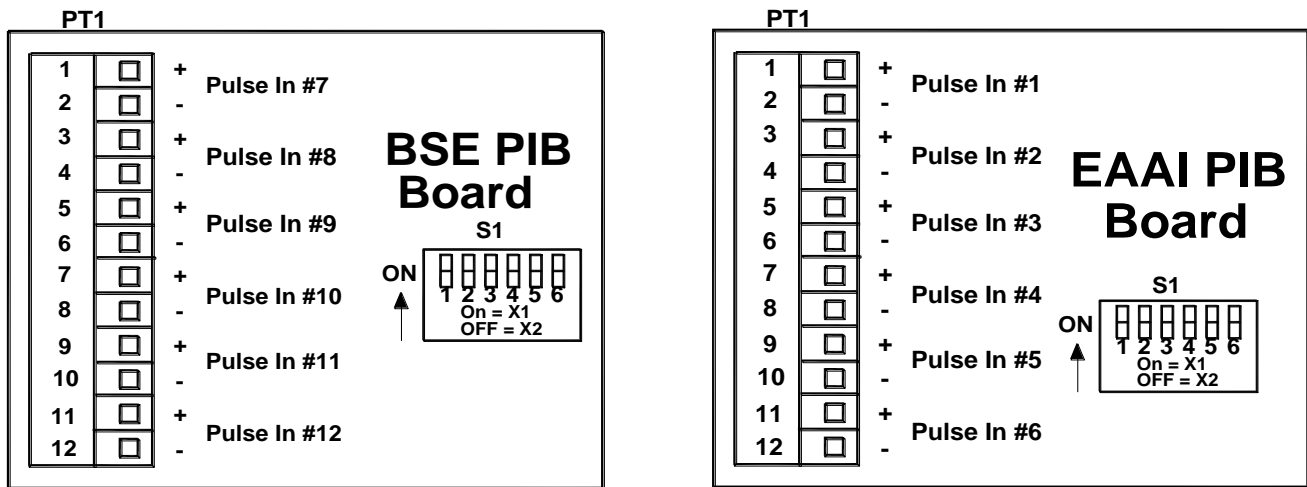 PT1
1 +
Pulse In #7
2 -
3 +
Pulse In #8
4 -
5 +
Pulse In #9
6 -
7 +
Pulse In #10
8 -
9 +
Pulse In #11
10 -
11 +
Pulse In #12
12 -
BSE PIB
Board
S1
ON
1 2 3 4 5 6
On = X1
OFF = X2
PT1
1 +
Pulse In #1
2 -
3 +
Pulse In #2
4 -
5 +
Pulse In #3
6 -
7 +
Pulse In #4
8 -
9 +
Pulse In #5
10 -
11 +
Pulse In #6
12 -
EAAI PIB
Board
S1
ON
1 2 3 4 5 6
On = X1
OFF = X2